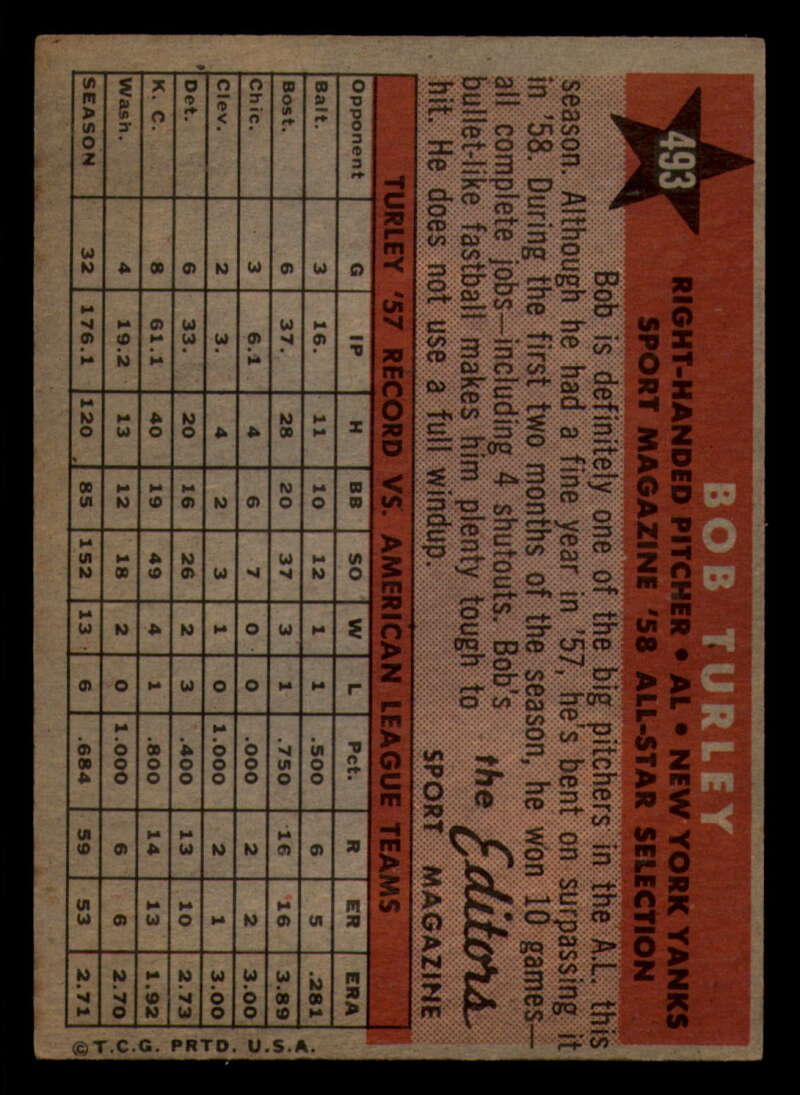 493
BOB TURLEY
RIGHT-HANDED PITCHER • AL • NEW YORK YANKS
SPORT MAGAZINE '58 ALL-STAR SELECTION
Bob is definitely one of the big pitchers in the A.L. this
season. Although he had a fine year in '57, he's bent on surpassing it
in '58. During the first two months of the season, he won 10 games—
all complete jobs—including 4 shutouts. Bob's
bullet-like fastball makes him plenty tough to
hit. He does not use a full windup.
the Editors
SPORT MAGAZINE
TURLEY '57 RECORD VS. AMERICAN LEAGUE TEAMS
Opponent G IP H BB SO W L Pct. R ER ERA
Balt. 3 16. 11 10 12 1 1 .500 6 5 .281
Bost. 6 37. 28 20 37 3 1 .750 16 16 3.89
Chic. 3 6.1 4 6 7 0 0 .000 2 2 3.00
Clev. 2 3. 4 2 3 1 0 1.000 2 1 3.00
Det. 6 33. 20 16 26 2 3 .400 13 10 2.73
K. C. 8 61.1 40 19 49 4 1 .800 14 13 1.92
Wash. 4 19.2 13 12 18 2 0 1.000 6 6 2.70
SEASON 32 176.1 120 85 152 13 6 .684 59 53 2.71
©T.C.G. PRTD. U.S.A.